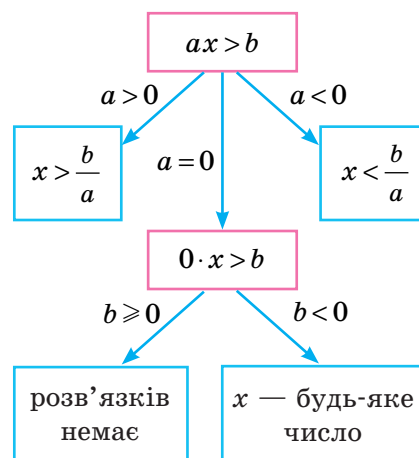 ax > b
a > 0
a < 0
a = 0
x > b/a
x < b/a
0 · x > b
b ⩾ 0
b < 0
розв’язків
немає
x — будь-яке
число